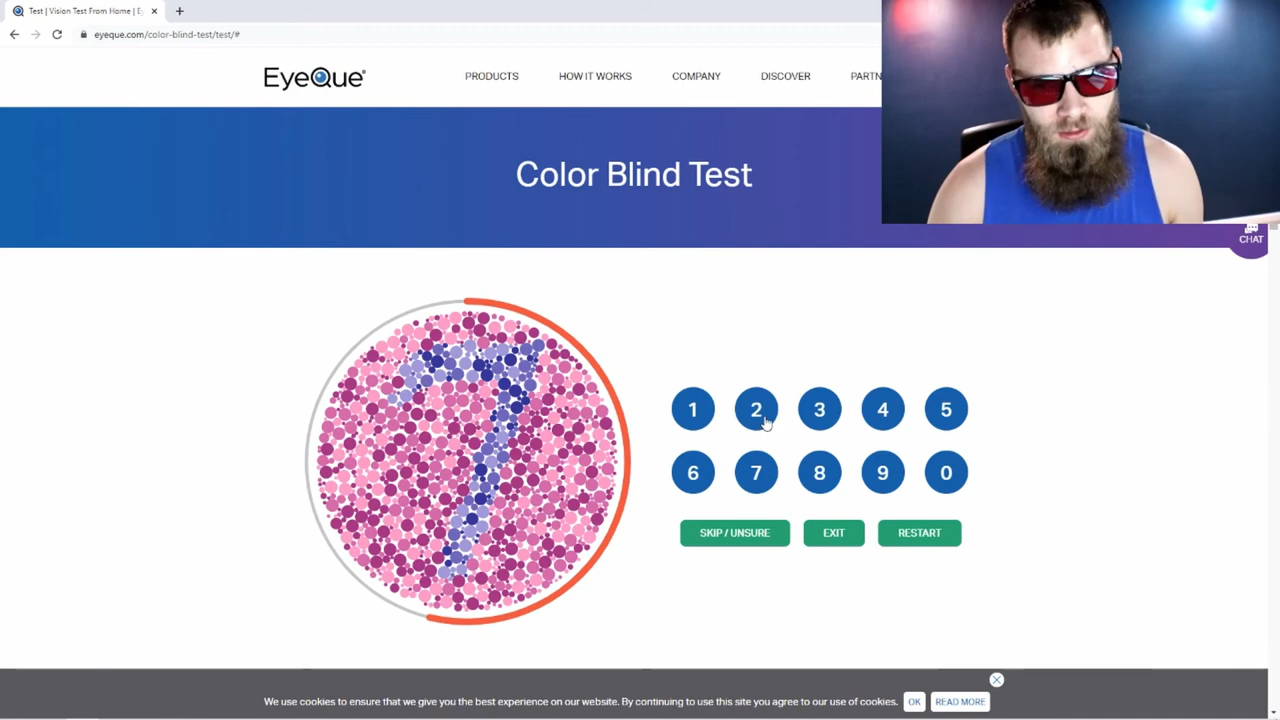 Test | Vision Test From Home | E
eyeque.com/color-blind-test/test/#
EyeQue
PRODUCTS
HOW IT WORKS
COMPANY
DISCOVER
PARTN
Color Blind Test
CHAT
7
1
2
3
4
5
6
7
8
9
0
SKIP / UNSURE
EXIT
RESTART
We use cookies to ensure that we give you the best experience on our website. By continuing to use this site you agree to our use of cookies.
OK
READ MORE